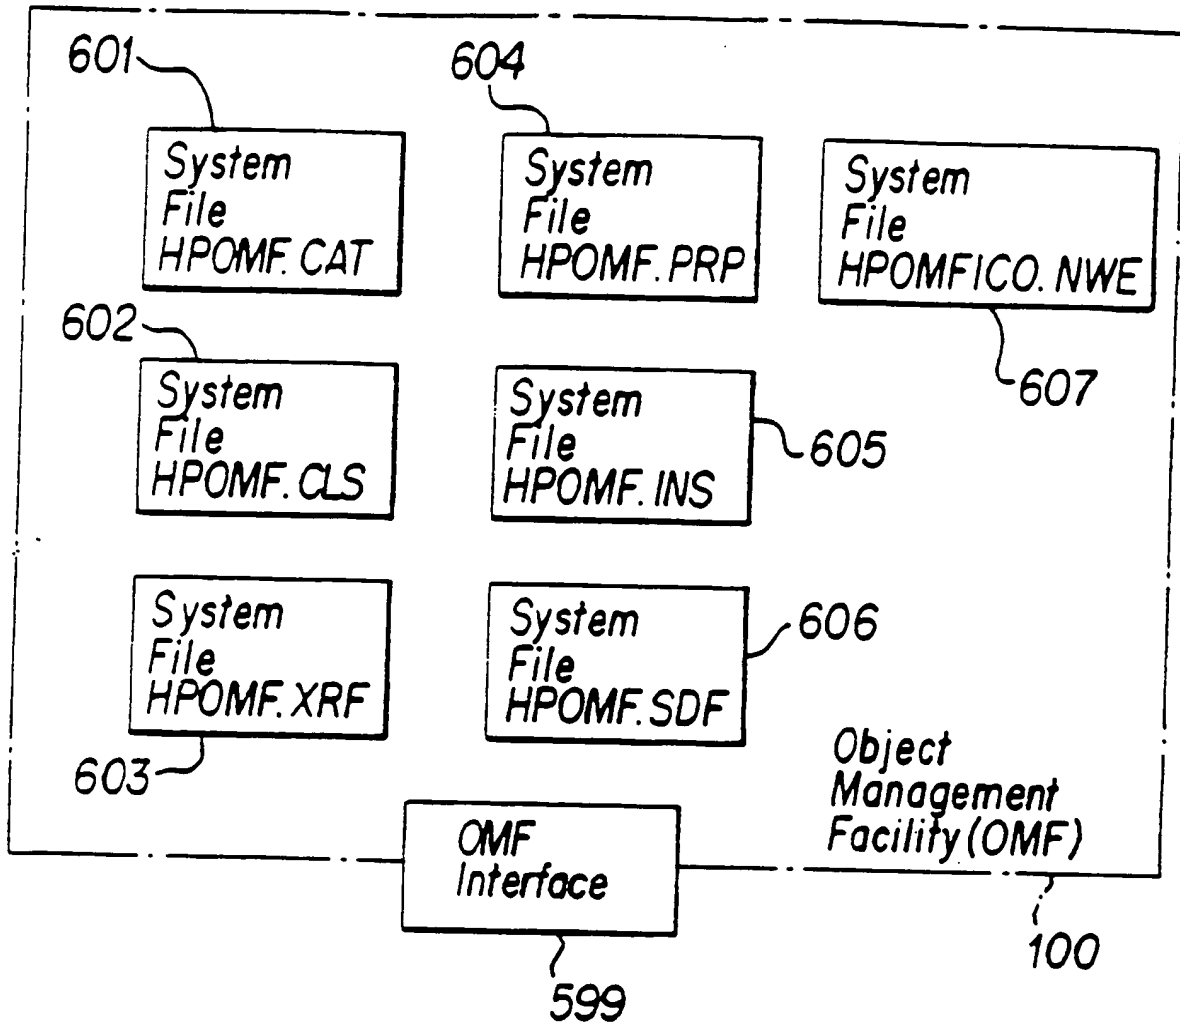 601
System
File
HPOMF.CAT
604
System
File
HPOMF.PRP
System
File
HPOMFICO.NWE
607
602
System
File
HPOMF.CLS
System
File
HPOMF.INS
605
System
File
HPOMF.XRF
603
System
File
HPOMF.SDF
606
Object
Management
Facility (OMF)
100
OMF
Interface
599